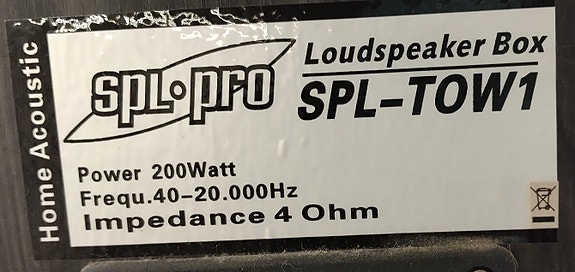 Home Acoustic
spl•pro
Loudspeaker Box
SPL-TOW1
Power 200Watt
Frequ.40-20.000Hz
Impedance 4 Ohm